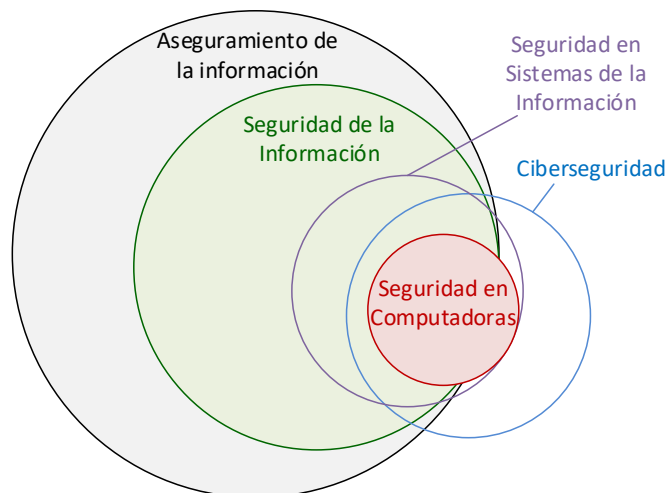 Aseguramiento de
la información
Seguridad de la
Información
Seguridad en
Sistemas de la
Información
Ciberseguridad
Seguridad en
Computadoras